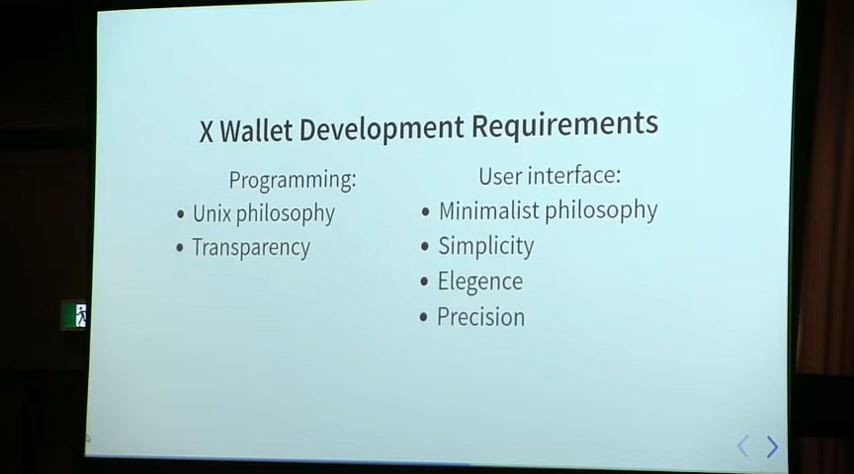 X Wallet Development Requirements
Programming:
• Unix philosophy
• Transparency
User interface:
• Minimalist philosophy
• Simplicity
• Elegence
• Precision